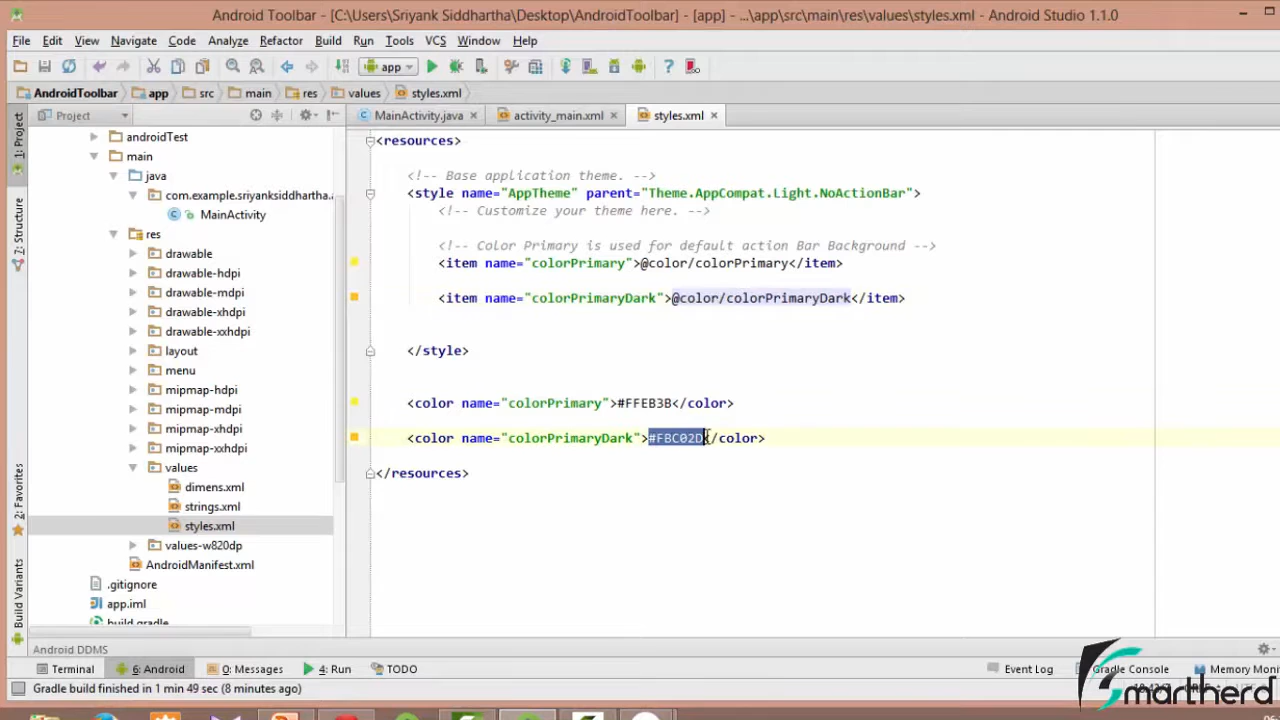 Android Toolbar - [C:\Users\Sriyank Siddhartha\Desktop\AndroidToolbar] - [app] - ...\app\src\main\res\values\styles.xml - Android Studio 1.1.0
File Edit View Navigate Code Analyze Refactor Build Run Tools VCS Window Help
app
AndroidToolbar app src main res values styles.xml
Project MainActivity.java activity_main.xml styles.xml
1: Project
7: Structure
2: Favorites
Build Variants
androidTest
main
java
com.example.sriyanksiddhartha.
MainActivity
res
drawable
drawable-hdpi
drawable-mdpi
drawable-xhdpi
drawable-xxhdpi
layout
menu
mipmap-hdpi
mipmap-mdpi
mipmap-xhdpi
mipmap-xxhdpi
values
dimens.xml
strings.xml
styles.xml
values-w820dp
AndroidManifest.xml
.gitignore
app.iml
build.gradle
<resources>
<!-- Base application theme. -->
<style name="AppTheme" parent="Theme.AppCompat.Light.NoActionBar">
<!-- Customize your theme here. -->
<!-- Color Primary is used for default action Bar Background -->
<item name="colorPrimary">@color/colorPrimary</item>
<item name="colorPrimaryDark">@color/colorPrimaryDark</item>
</style>
<color name="colorPrimary">#FFEB3B</color>
<color name="colorPrimaryDark">#FBC02D</color>
</resources>
Android DDMS
Terminal 6: Android 0: Messages 4: Run TODO Event Log Gradle Console Memory Moni
Gradle build finished in 1 min 49 sec (8 minutes ago)
smartherd